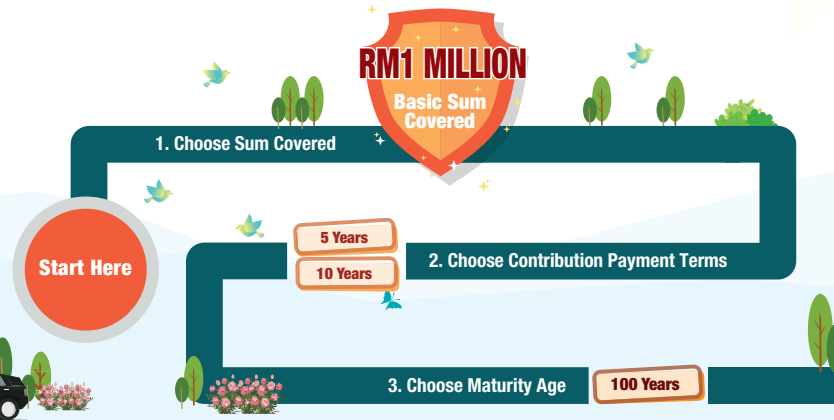 RM1 MILLION
Basic Sum
Covered
1. Choose Sum Covered
Start Here
5 Years
10 Years
2. Choose Contribution Payment Terms
3. Choose Maturity Age
100 Years